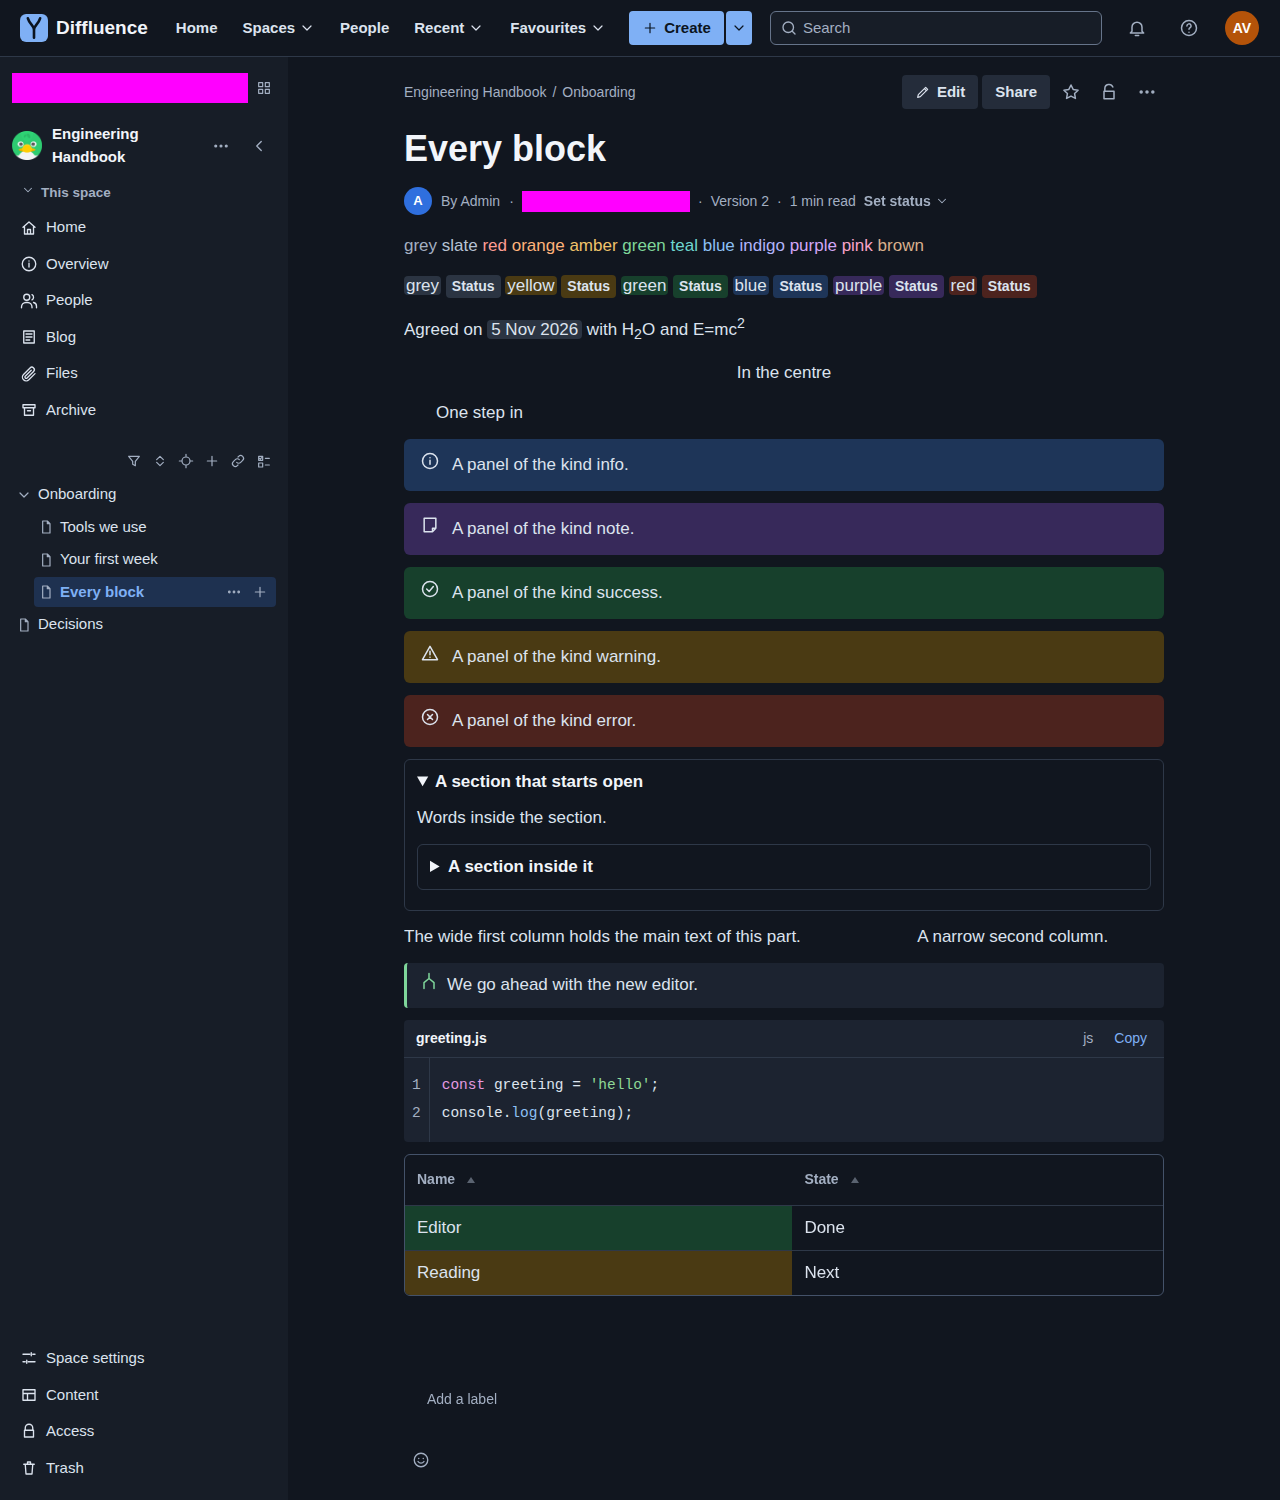 Diffluence Home Spaces People Recent Favourites Create Search AV
Engineering Handbook / Onboarding Edit Share
Engineering
Handbook
This space
Home
Overview
People
Blog
Files
Archive
Onboarding
Tools we use
Your first week
Every block
Decisions
Space settings
Content
Access
Trash
Every block
A By Admin · · Version 2 · 1 min read Set status
grey slate red orange amber green teal blue indigo purple pink brown
grey Status yellow Status green Status blue Status purple Status red Status
Agreed on 5 Nov 2026 with H2O and E=mc2
In the centre
One step in
A panel of the kind info.
A panel of the kind note.
A panel of the kind success.
A panel of the kind warning.
A panel of the kind error.
A section that starts open
Words inside the section.
A section inside it
The wide first column holds the main text of this part. A narrow second column.
We go ahead with the new editor.
greeting.js js Copy
1 const greeting = 'hello';
2 console.log(greeting);
Name State
Editor Done
Reading Next
Add a label